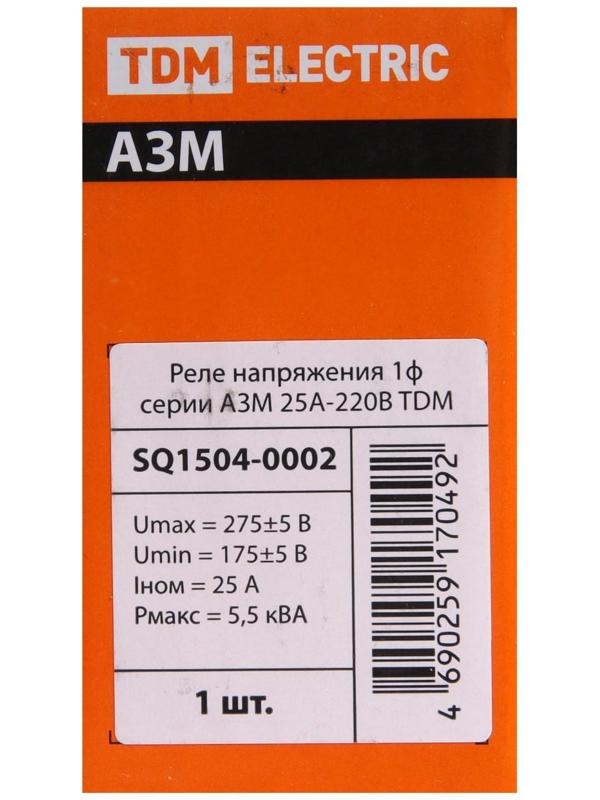 TDM ELECTRIC
АЗМ
Реле напряжения 1ф
серии АЗМ 25А-220В TDM
SQ1504-0002
Umax = 275±5 В
Umin = 175±5 В
Iном = 25 А
Рмакс = 5,5 кВА
1 шт.
4 690259 170492